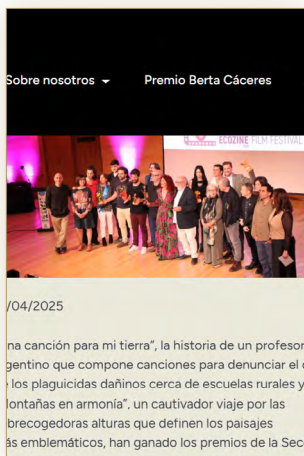 Sobre nosotros
Premio Berta Cáceres
ECOZINE FILM FESTIVAL
/04/2025
na canción para mi tierra”, la historia de un profesor
gentino que compone canciones para denunciar el
los plaguicidas dañinos cerca de escuelas rurales y
ontañas en armonía”, un cautivador viaje por las
brecogedoras alturas que definen los paisajes
ás emblemáticos, han ganado los premios de la Sec